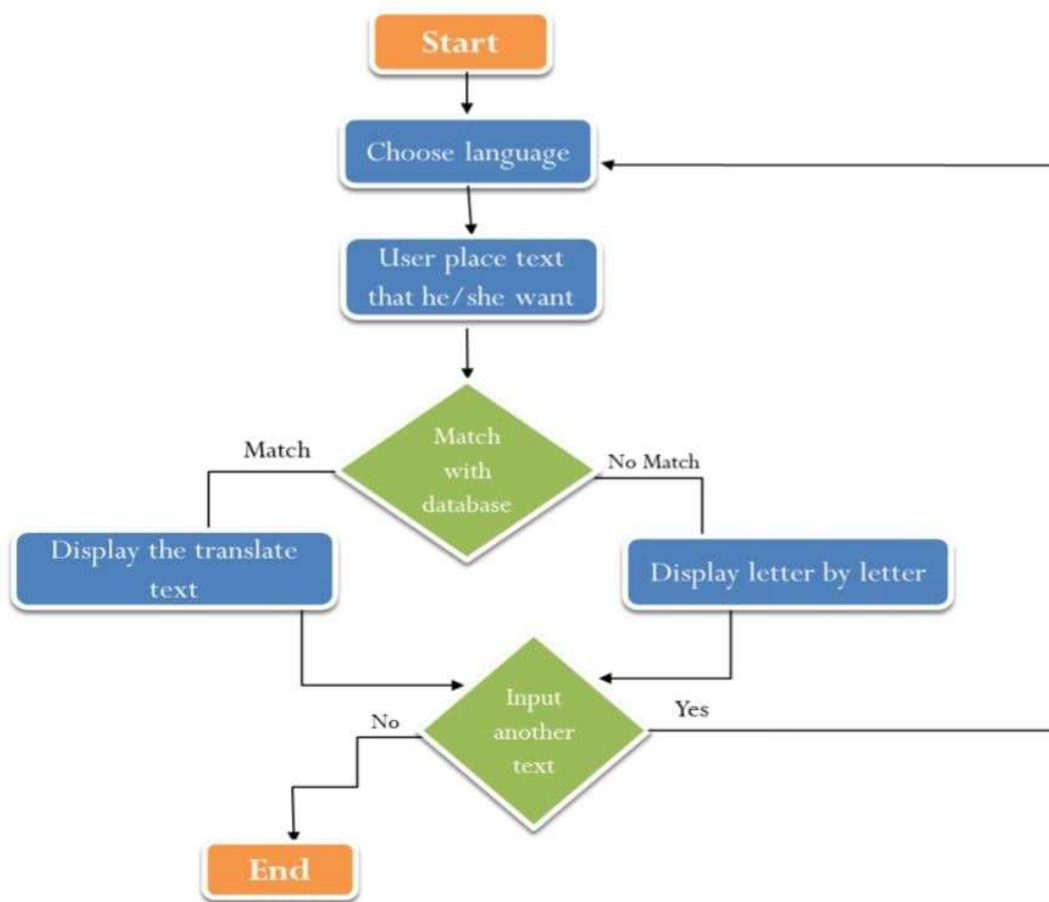 Start
Choose language
User place text
that he/she want
Match
with
database
Match
No Match
Display the translate
text
Display letter by letter
Input
another
text
No
Yes
End